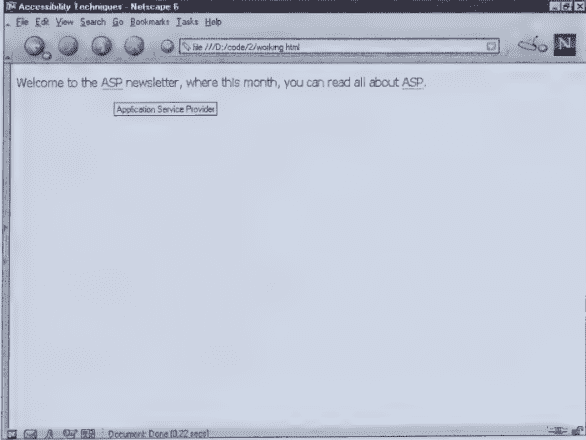 Accessibility Techniques - Netscape 6
File Edit View Search Go Bookmarks Tasks Help
file:///D:/code/2/working.html
N
Welcome to the ASP newsletter, where this month, you can read all about ASP.
Application Service Provider
Document: Done (0.22 secs)